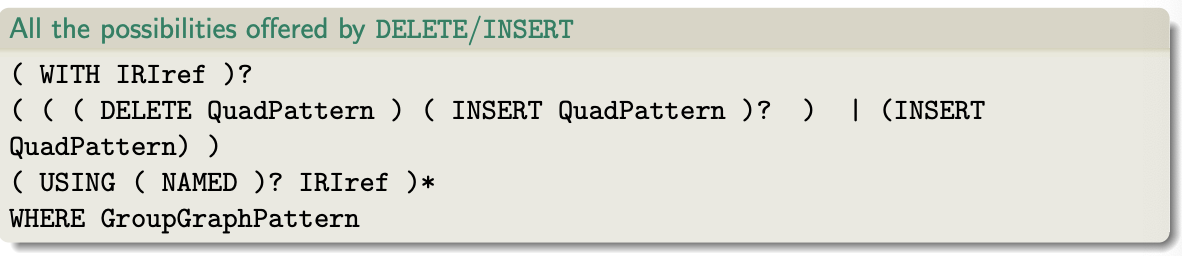 All the possibilities offered by DELETE/INSERT
( WITH IRIref )?
( ( ( DELETE QuadPattern ) ( INSERT QuadPattern )? ) | (INSERT
QuadPattern) )
( USING ( NAMED )? IRIref )*
WHERE GroupGraphPattern